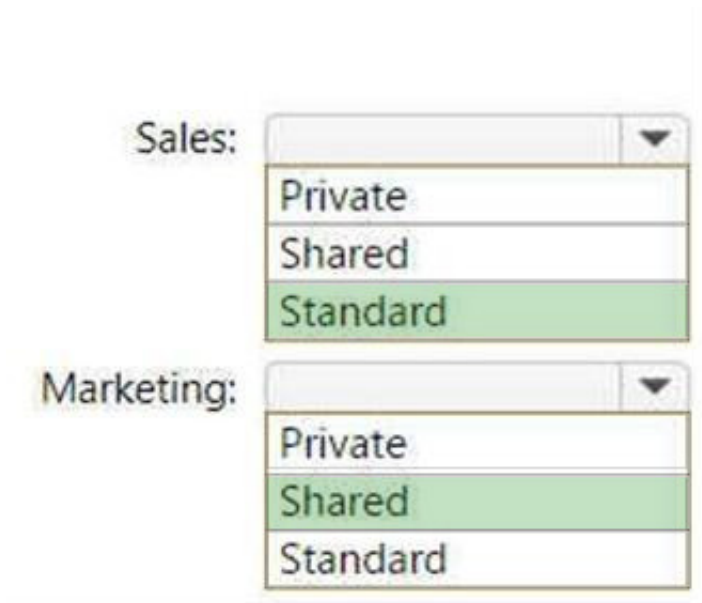 Sales:
Private
Shared
Standard
Marketing:
Private
Shared
Standard